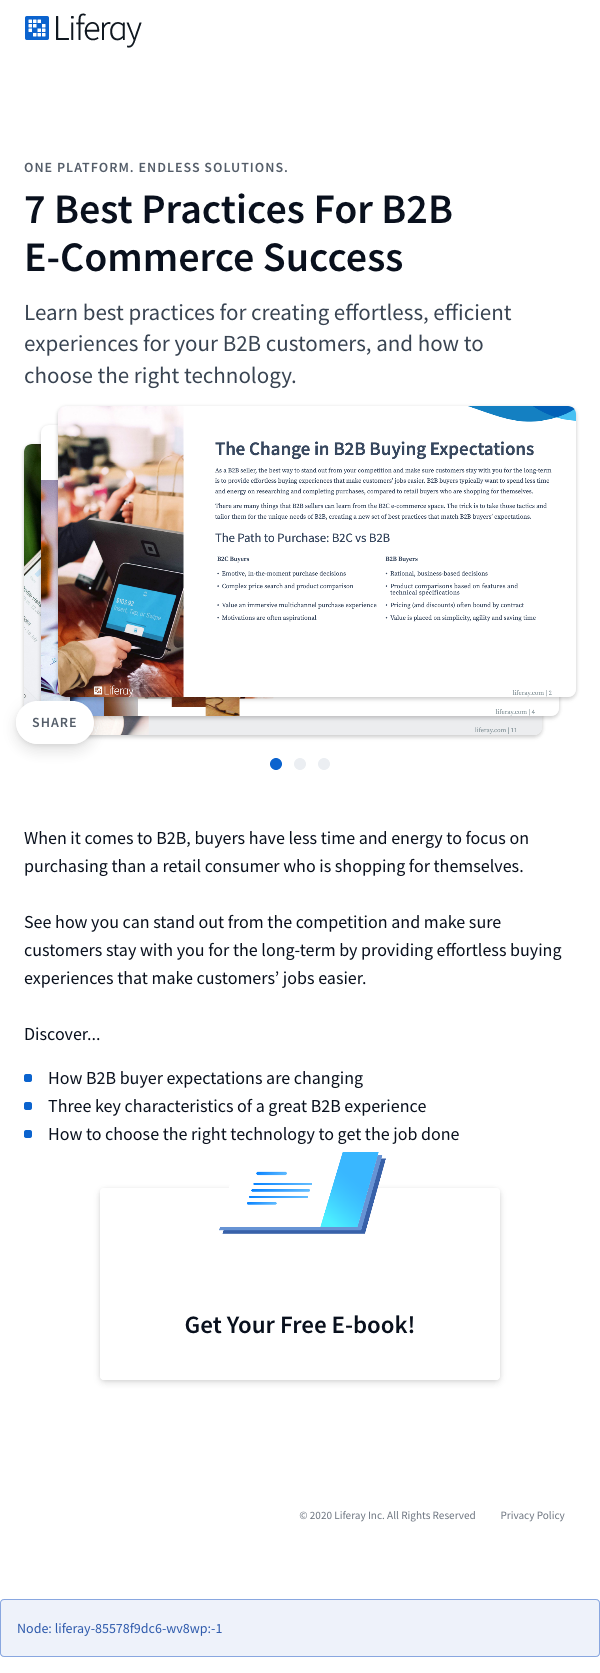 Liferay
ONE PLATFORM. ENDLESS SOLUTIONS.
7 Best Practices For B2B
E-Commerce Success
Learn best practices for creating effortless, efficient
experiences for your B2B customers, and how to
choose the right technology.
The Change in B2B Buying Expectations
As a B2B seller, the best way to stand out from your competition and make sure customers stay with you for the long-term
is to provide effortless buying experiences that make customers' jobs easier. B2B buyers typically want to spend less time
and energy on researching and completing purchases, compared to retail buyers who are shopping for themselves.
There are many things that B2B sellers can learn from the B2C e-commerce space. The trick is to take those tactics and
tailor them for the unique needs of B2B, creating a new set of best practices that match B2B buyers' expectations.
The Path to Purchase: B2C vs B2B
B2C Buyers
• Emotive, in-the-moment purchase decisions
• Complex price search and product comparison
• Value an immersive multichannel purchase experience
• Motivations are often aspirational
B2B Buyers
• Rational, business-based decisions
• Product comparisons based on features and
technical specifications
• Pricing (and discounts) often bound by contract
• Value is placed on simplicity, agility and saving time
Liferay
liferay.com | 2
liferay.com | 4
liferay.com | 11
SHARE
When it comes to B2B, buyers have less time and energy to focus on
purchasing than a retail consumer who is shopping for themselves.
See how you can stand out from the competition and make sure
customers stay with you for the long-term by providing effortless buying
experiences that make customers’ jobs easier.
Discover...
How B2B buyer expectations are changing
Three key characteristics of a great B2B experience
How to choose the right technology to get the job done
Get Your Free E-book!
© 2020 Liferay Inc. All Rights Reserved Privacy Policy
Node: liferay-85578f9dc6-wv8wp:-1